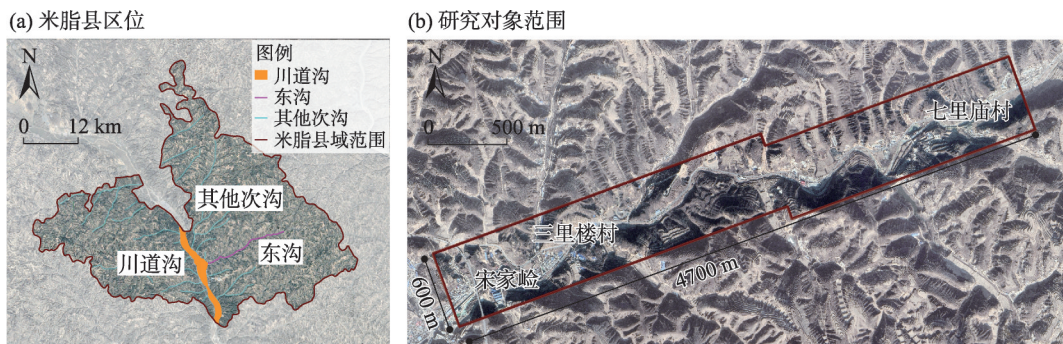 (a) 米脂县区位
N
0 12 km
图例
川道沟
东沟
其他次沟
米脂县域范围
其他次沟
川道沟
东沟
(b) 研究对象范围
N
0 500 m
七里庙村
三里楼村
宋家崄
4700 m
600 m